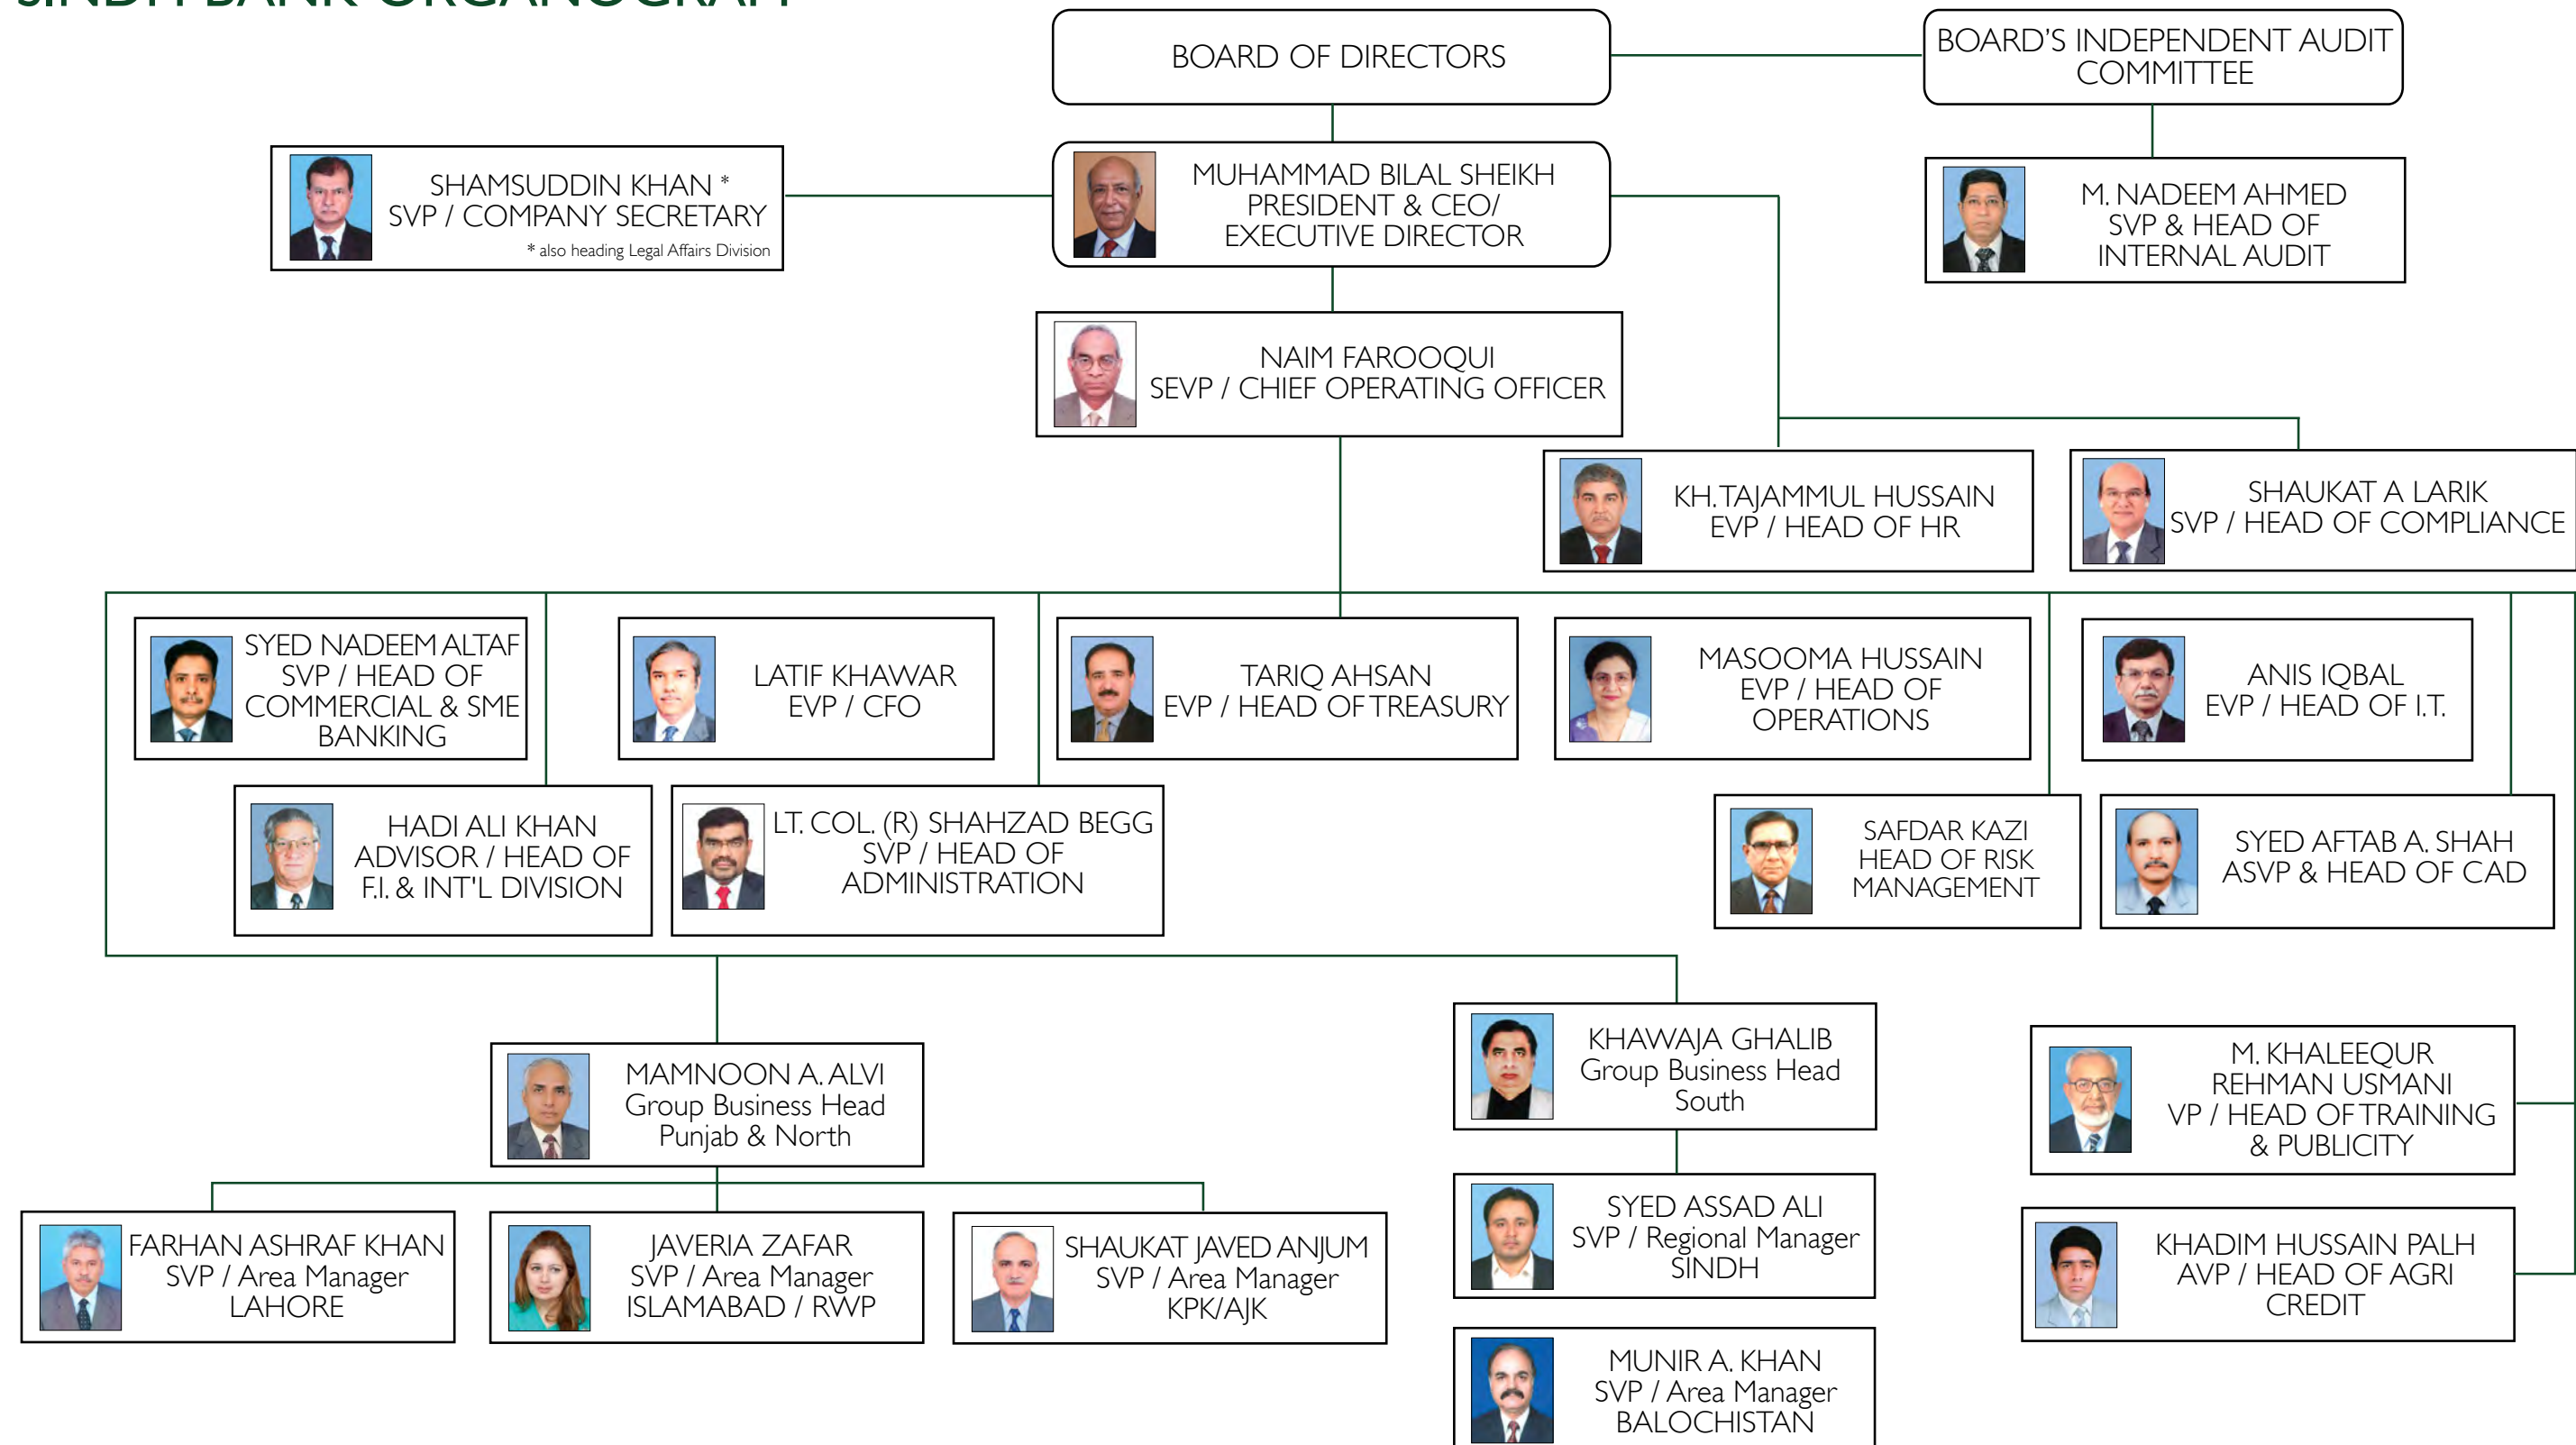 SINDH BANK ORGANOGRAM
BOARD OF DIRECTORS
BOARD'S INDEPENDENT AUDIT
COMMITTEE
SHAMSUDDIN KHAN *
SVP / COMPANY SECRETARY
* also heading Legal Affairs Division
MUHAMMAD BILAL SHEIKH
PRESIDENT & CEO/
EXECUTIVE DIRECTOR
M. NADEEM AHMED
SVP & HEAD OF
INTERNAL AUDIT
NAIM FAROOQUI
SEVP / CHIEF OPERATING OFFICER
KH. TAJAMMUL HUSSAIN
EVP / HEAD OF HR
SHAUKAT A LARIK
SVP / HEAD OF COMPLIANCE
SYED NADEEM ALTAF
SVP / HEAD OF
COMMERCIAL & SME
BANKING
LATIF KHAWAR
EVP / CFO
TARIQ AHSAN
EVP / HEAD OF TREASURY
MASOOMA HUSSAIN
EVP / HEAD OF
OPERATIONS
ANIS IQBAL
EVP / HEAD OF I.T.
HADI ALI KHAN
ADVISOR / HEAD OF
F.I. & INT'L DIVISION
LT. COL. (R) SHAHZAD BEGG
SVP / HEAD OF
ADMINISTRATION
SAFDAR KAZI
HEAD OF RISK
MANAGEMENT
SYED AFTAB A. SHAH
ASVP & HEAD OF CAD
MAMNOON A. ALVI
Group Business Head
Punjab & North
KHAWAJA GHALIB
Group Business Head
South
M. KHALEEQUR
REHMAN USMANI
VP / HEAD OF TRAINING
& PUBLICITY
FARHAN ASHRAF KHAN
SVP / Area Manager
LAHORE
JAVERIA ZAFAR
SVP / Area Manager
ISLAMABAD / RWP
SHAUKAT JAVED ANJUM
SVP / Area Manager
KPK/AJK
SYED ASSAD ALI
SVP / Regional Manager
SINDH
KHADIM HUSSAIN PALH
AVP / HEAD OF AGRI
CREDIT
MUNIR A. KHAN
SVP / Area Manager
BALOCHISTAN